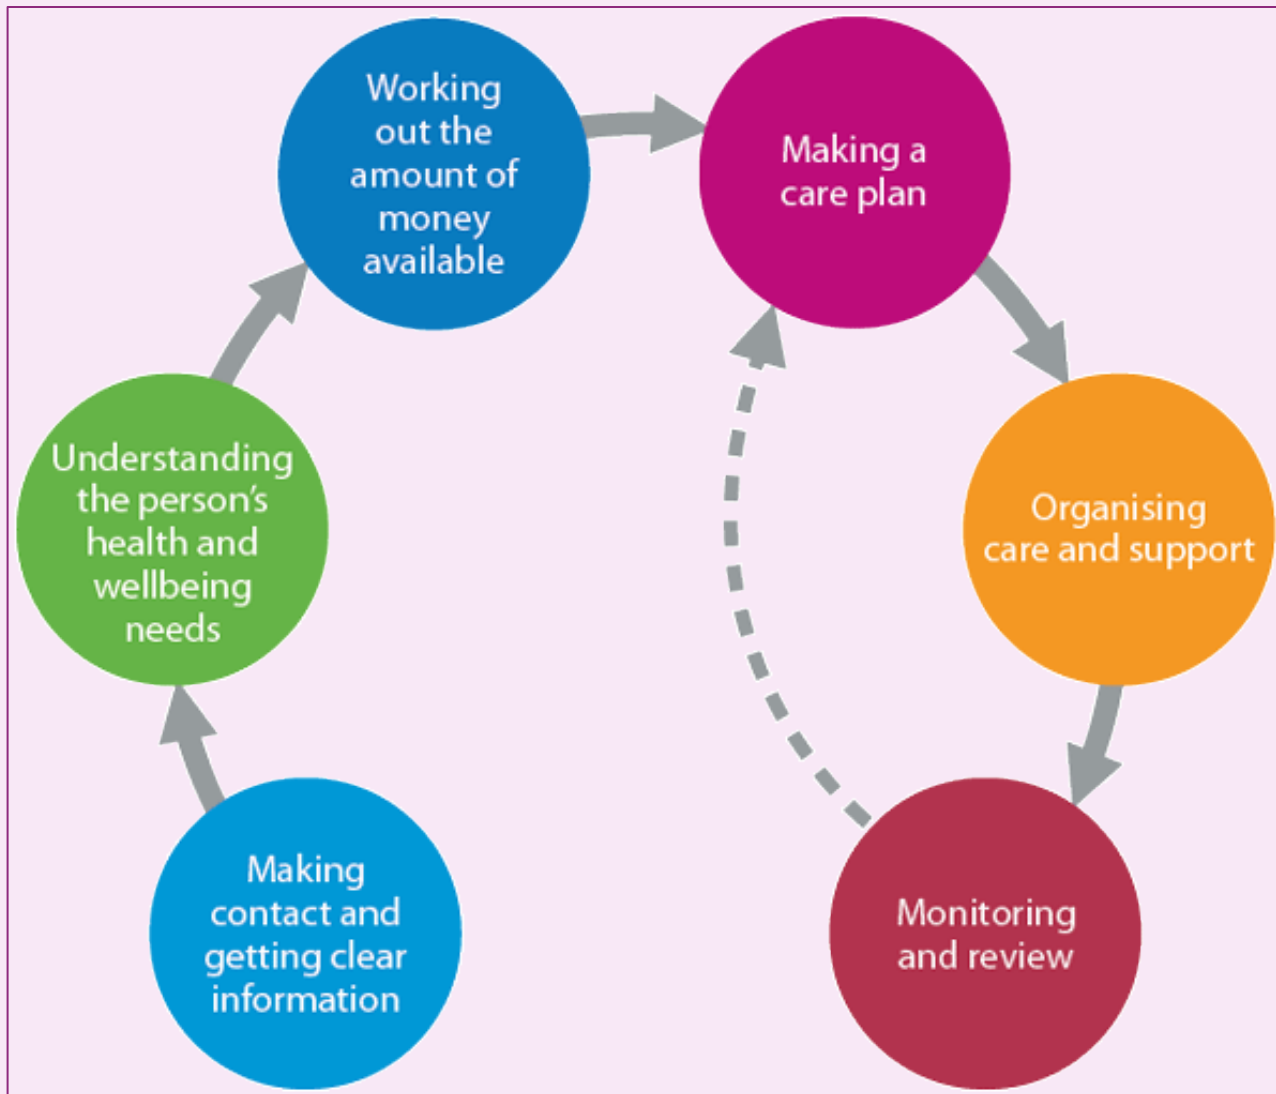 Working
out the
amount of
money
available
Making a
care plan
Understanding
the person’s
health and
wellbeing
needs
Organising
care and support
Making
contact and
getting clear
information
Monitoring
and review